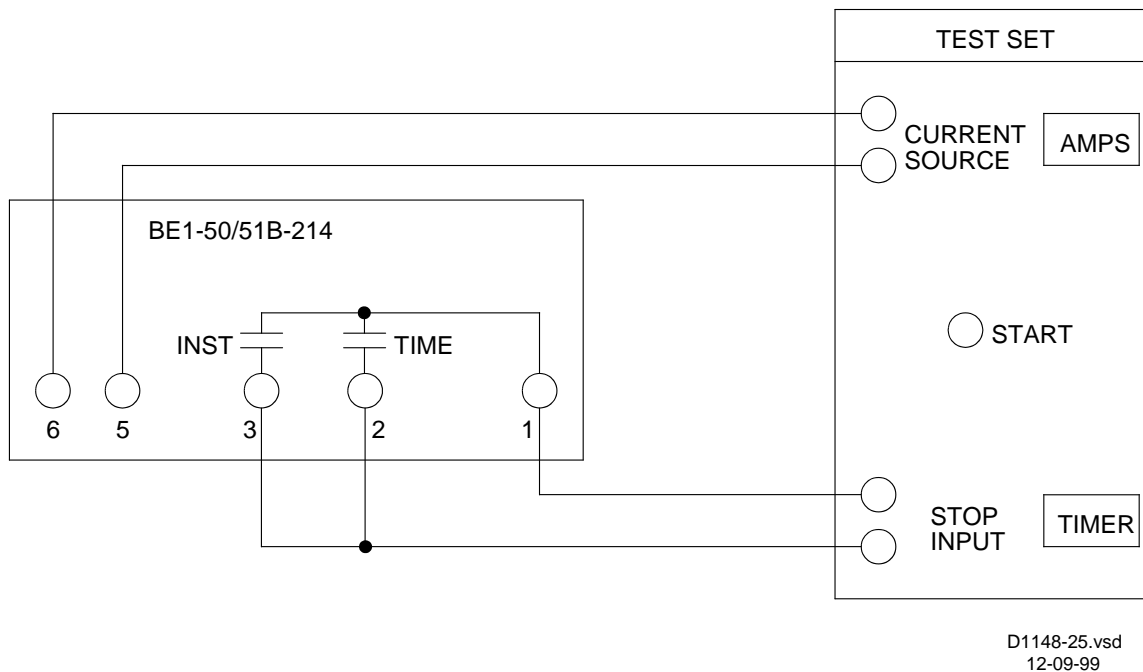 TEST SET
CURRENT
SOURCE
AMPS
BE1-50/51B-214
INST
TIME
START
6 5 3 2 1
STOP
INPUT
TIMER
D1148-25.vsd
12-09-99